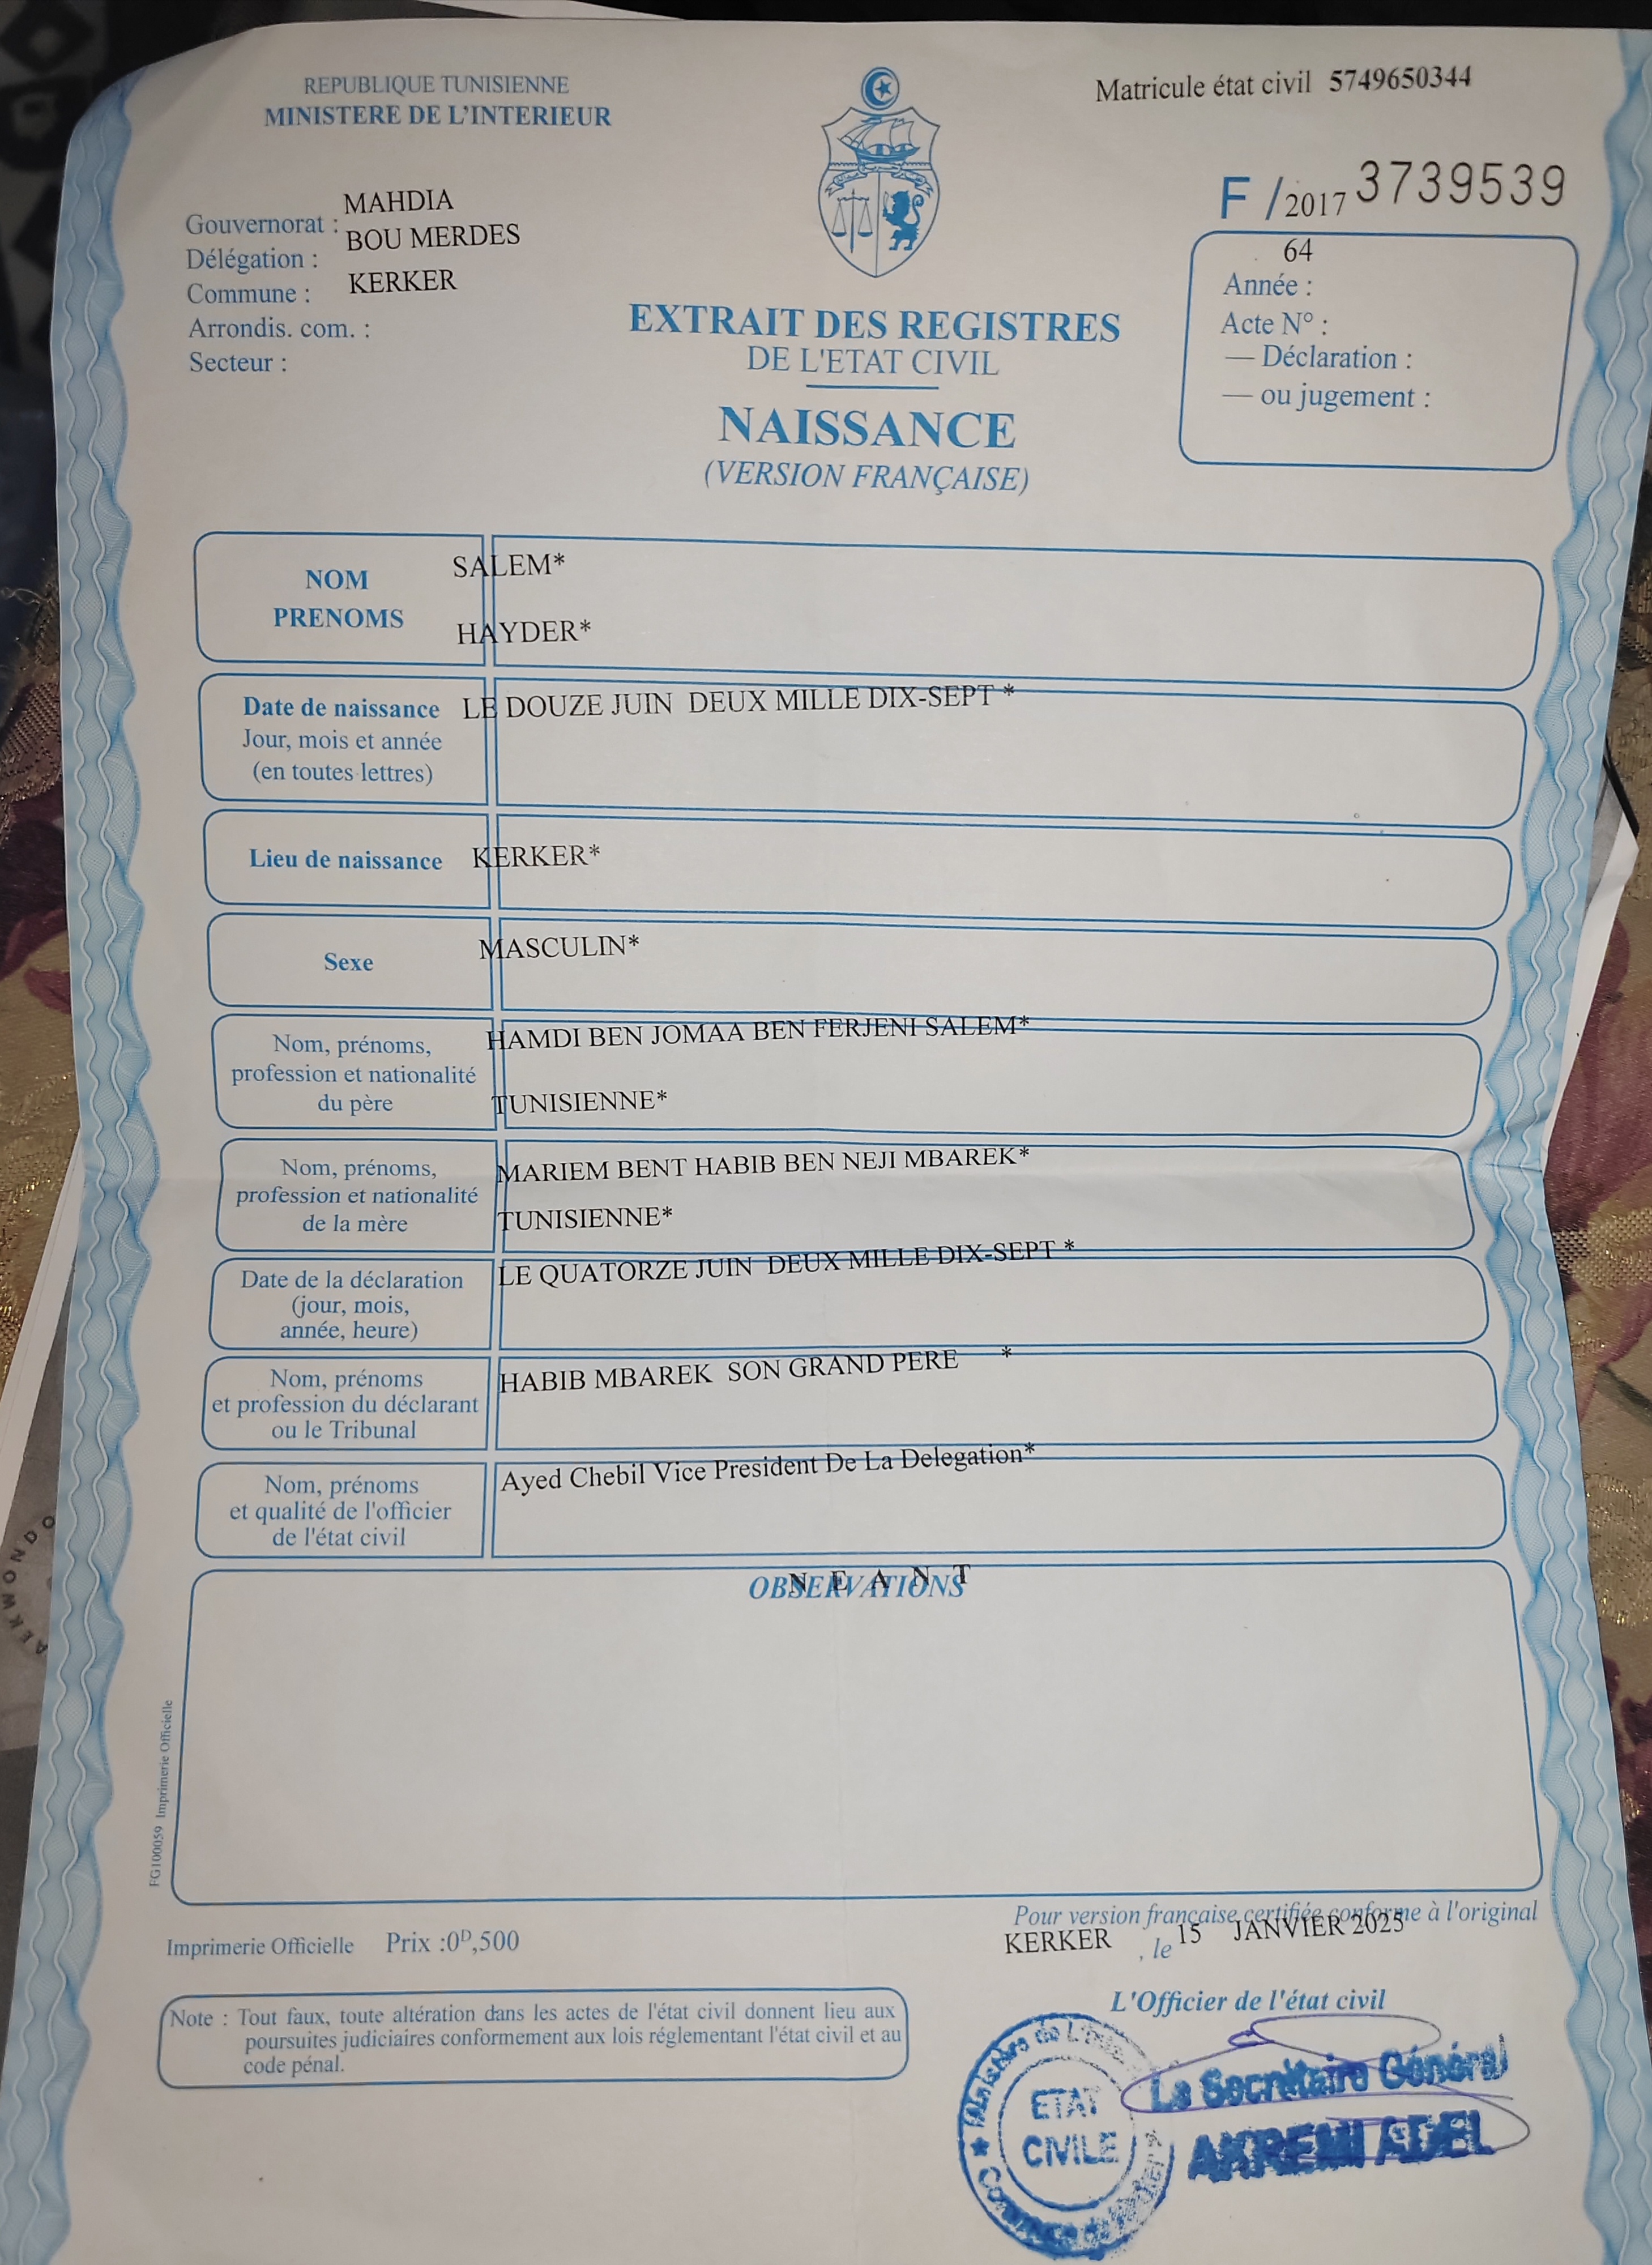 REPUBLIQUE TUNISIENNE
MINISTERE DE L'INTERIEUR
Matricule état civil 5749650344
F / 2017 3739539
Gouvernorat : MAHDIA
Délégation : BOU MERDES
Commune : KERKER
Arrondis. com. :
Secteur :
64
Année :
Acte N° :
— Déclaration :
— ou jugement :
EXTRAIT DES REGISTRES
DE L'ETAT CIVIL
NAISSANCE
(VERSION FRANÇAISE)
NOM SALEM*
PRENOMS HAYDER*
Date de naissance LE DOUZE JUIN DEUX MILLE DIX-SEPT *
Jour, mois et année
(en toutes lettres)
Lieu de naissance KERKER*
Sexe MASCULIN*
Nom, prénoms, HAMDI BEN JOMAA BEN FERJENI SALEM*
profession et nationalité
du père TUNISIENNE*
Nom, prénoms, MARIEM BENT HABIB BEN NEJI MBAREK*
profession et nationalité
de la mère TUNISIENNE*
Date de la déclaration LE QUATORZE JUIN DEUX MILLE DIX-SEPT *
(jour, mois,
année, heure)
Nom, prénoms HABIB MBAREK SON GRAND PERE *
et profession du déclarant
ou le Tribunal
Nom, prénoms Ayed Chebil Vice President De La Delegation*
et qualité de l'officier
de l'état civil
OBSERVATIONS
N E A N T
FG100059 Imprimerie Officielle
Pour version française certifiée conforme à l'original
KERKER , le 15 JANVIER 2025
Imprimerie Officielle Prix :0ᴰ,500
Note : Tout faux, toute altération dans les actes de l'état civil donnent lieu aux
poursuites judiciaires conformement aux lois réglementant l'état civil et au
code pénal.
L'Officier de l'état civil
Le Secrétaire Général
AKREMI ADEL
ETAT
CIVILE
AEKWONDO